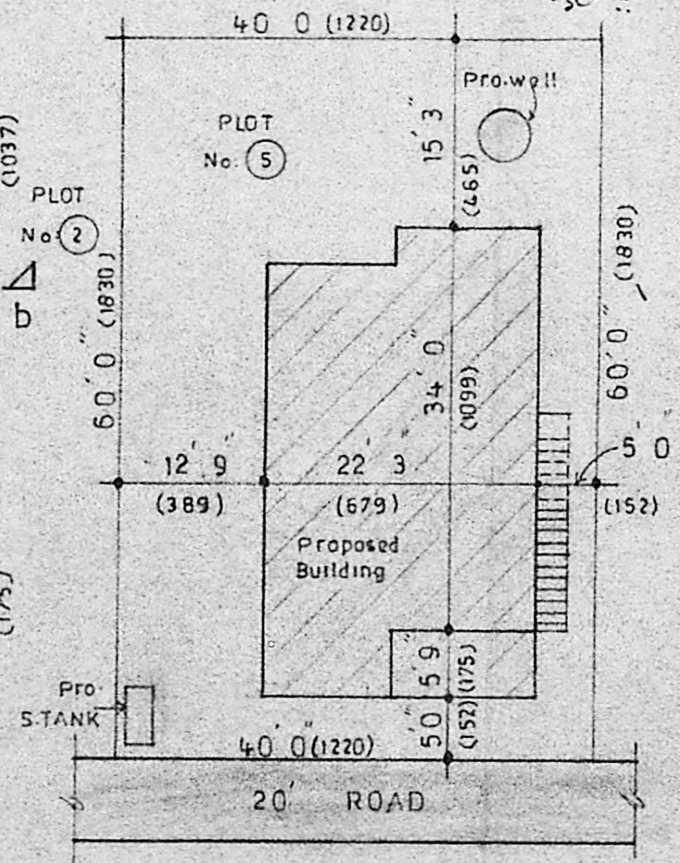 40' 0" (1220)
Pro.well
15' 3"
(465)
PLOT
No. 5
(1037)
PLOT
No. 2
b
60' 0" (1830)
60' 0" (1830)
34' 0"
(1099)
12' 9"
(389)
22' 3
(679)
5' 0
(152)
Proposed
Building
(175)
5' 9"
(175)
Pro.
S.TANK
40' 0" (1220)
5' 0"
(152)
20' ROAD